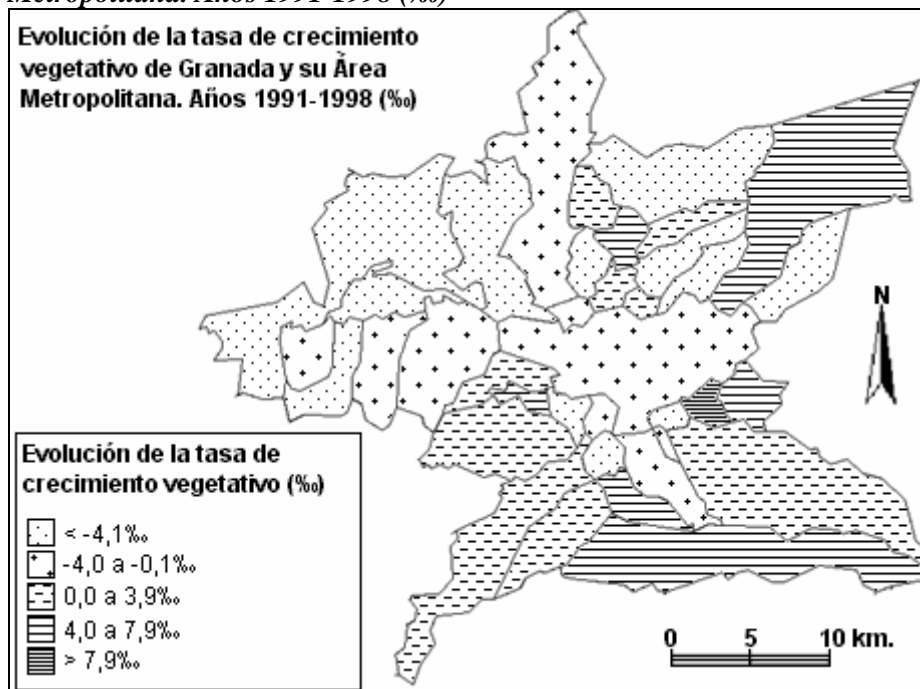 Metropolitana. Años 1991-1998 (‰)
Evolución de la tasa de crecimiento
vegetativo de Granada y su Área
Metropolitana. Años 1991-1998 (‰)
N
Evolución de la tasa de
crecimiento vegetativo (‰)
< -4,1‰
-4,0 a -0,1‰
0,0 a 3,9‰
4,0 a 7,9‰
> 7,9‰
0 5 10 km.